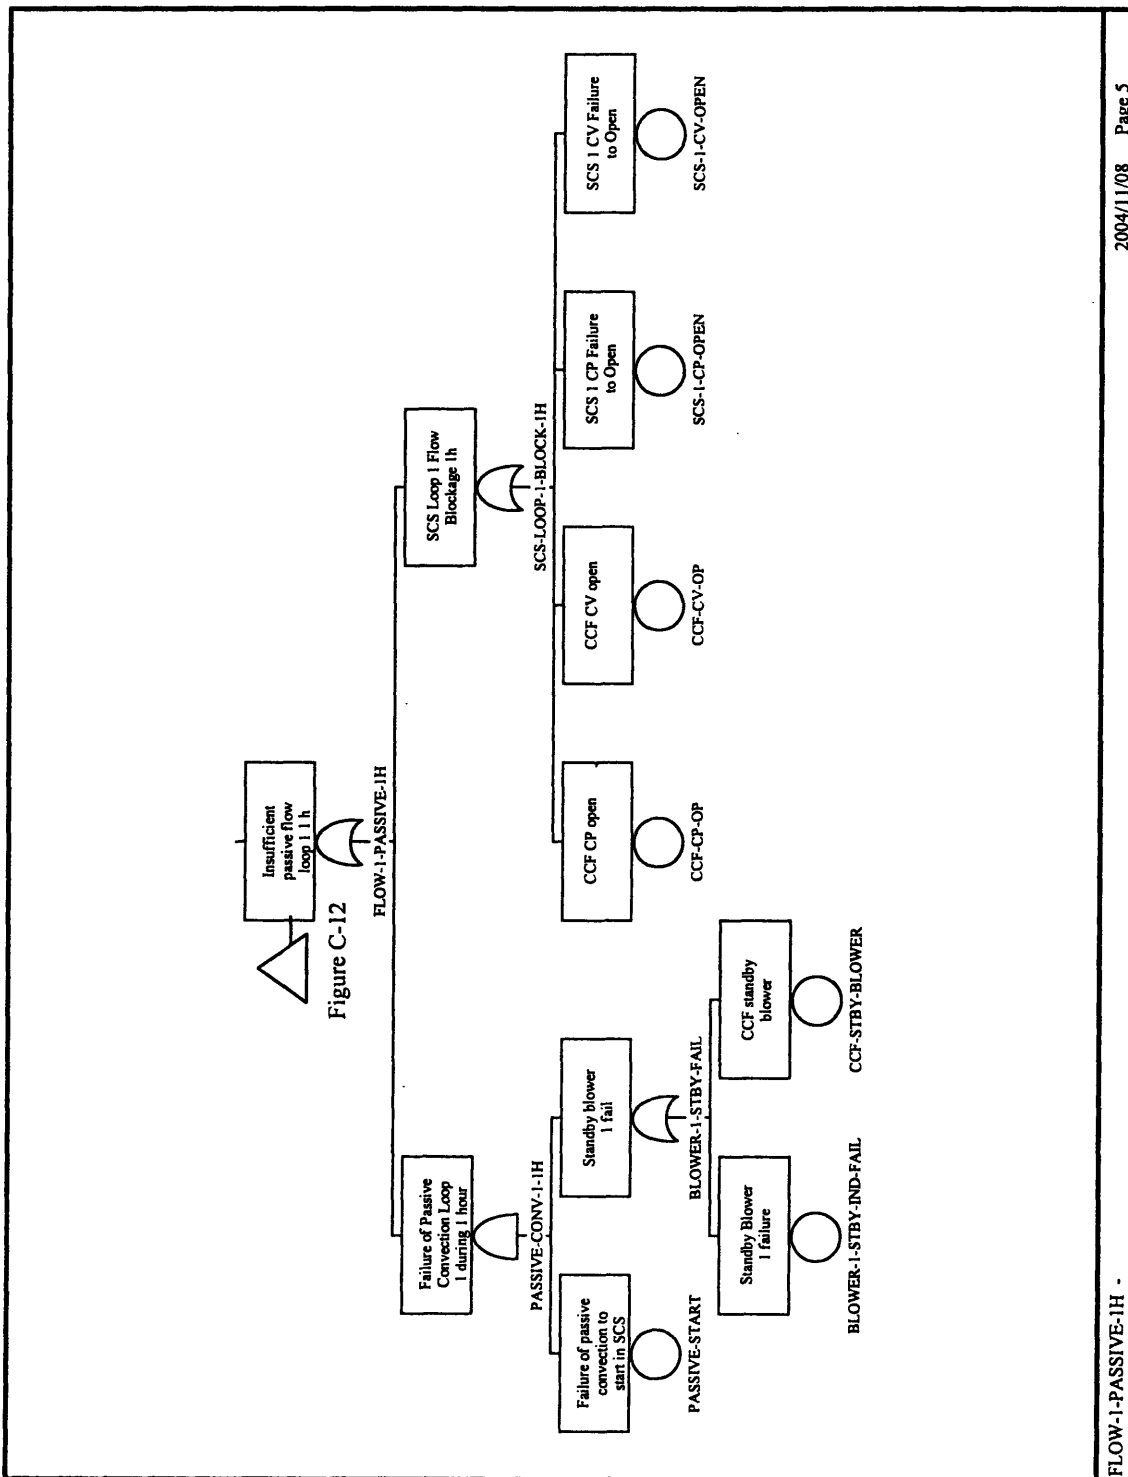 Insufficient
passive flow
loop 1 1 h
Figure C-12
FLOW-1-PASSIVE-1H
Failure of Passive
Convection Loop
1 during 1 hour
PASSIVE-CONV-1-1H
SCS Loop 1 Flow
Blockage 1h
SCS-LOOP-1-BLOCK-1H
Failure of passive
convection to
start in SCS
PASSIVE-START
Standby blower
1 fail
BLOWER-1-STBY-FAIL
CCF CP open
CCF-CP-OP
CCF CV open
CCF-CV-OP
SCS 1 CP Failure
to Open
SCS-1-CP-OPEN
SCS 1 CV Failure
to Open
SCS-1-CV-OPEN
Standby Blower
1 failure
BLOWER-1-STBY-IND-FAIL
CCF standby
blower
CCF-STBY-BLOWER
FLOW-1-PASSIVE-1H -
2004/11/08 Page 5